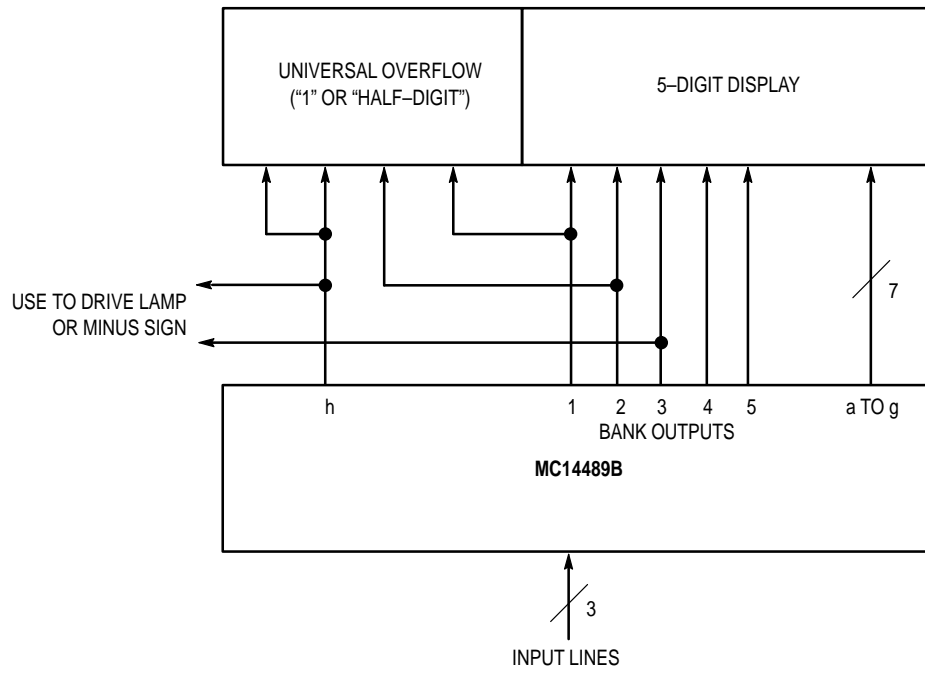 UNIVERSAL OVERFLOW
(“1” OR “HALF–DIGIT”)
5–DIGIT DISPLAY
USE TO DRIVE LAMP
OR MINUS SIGN
7
h
1
2
3
4
5
a TO g
BANK OUTPUTS
MC14489B
3
INPUT LINES